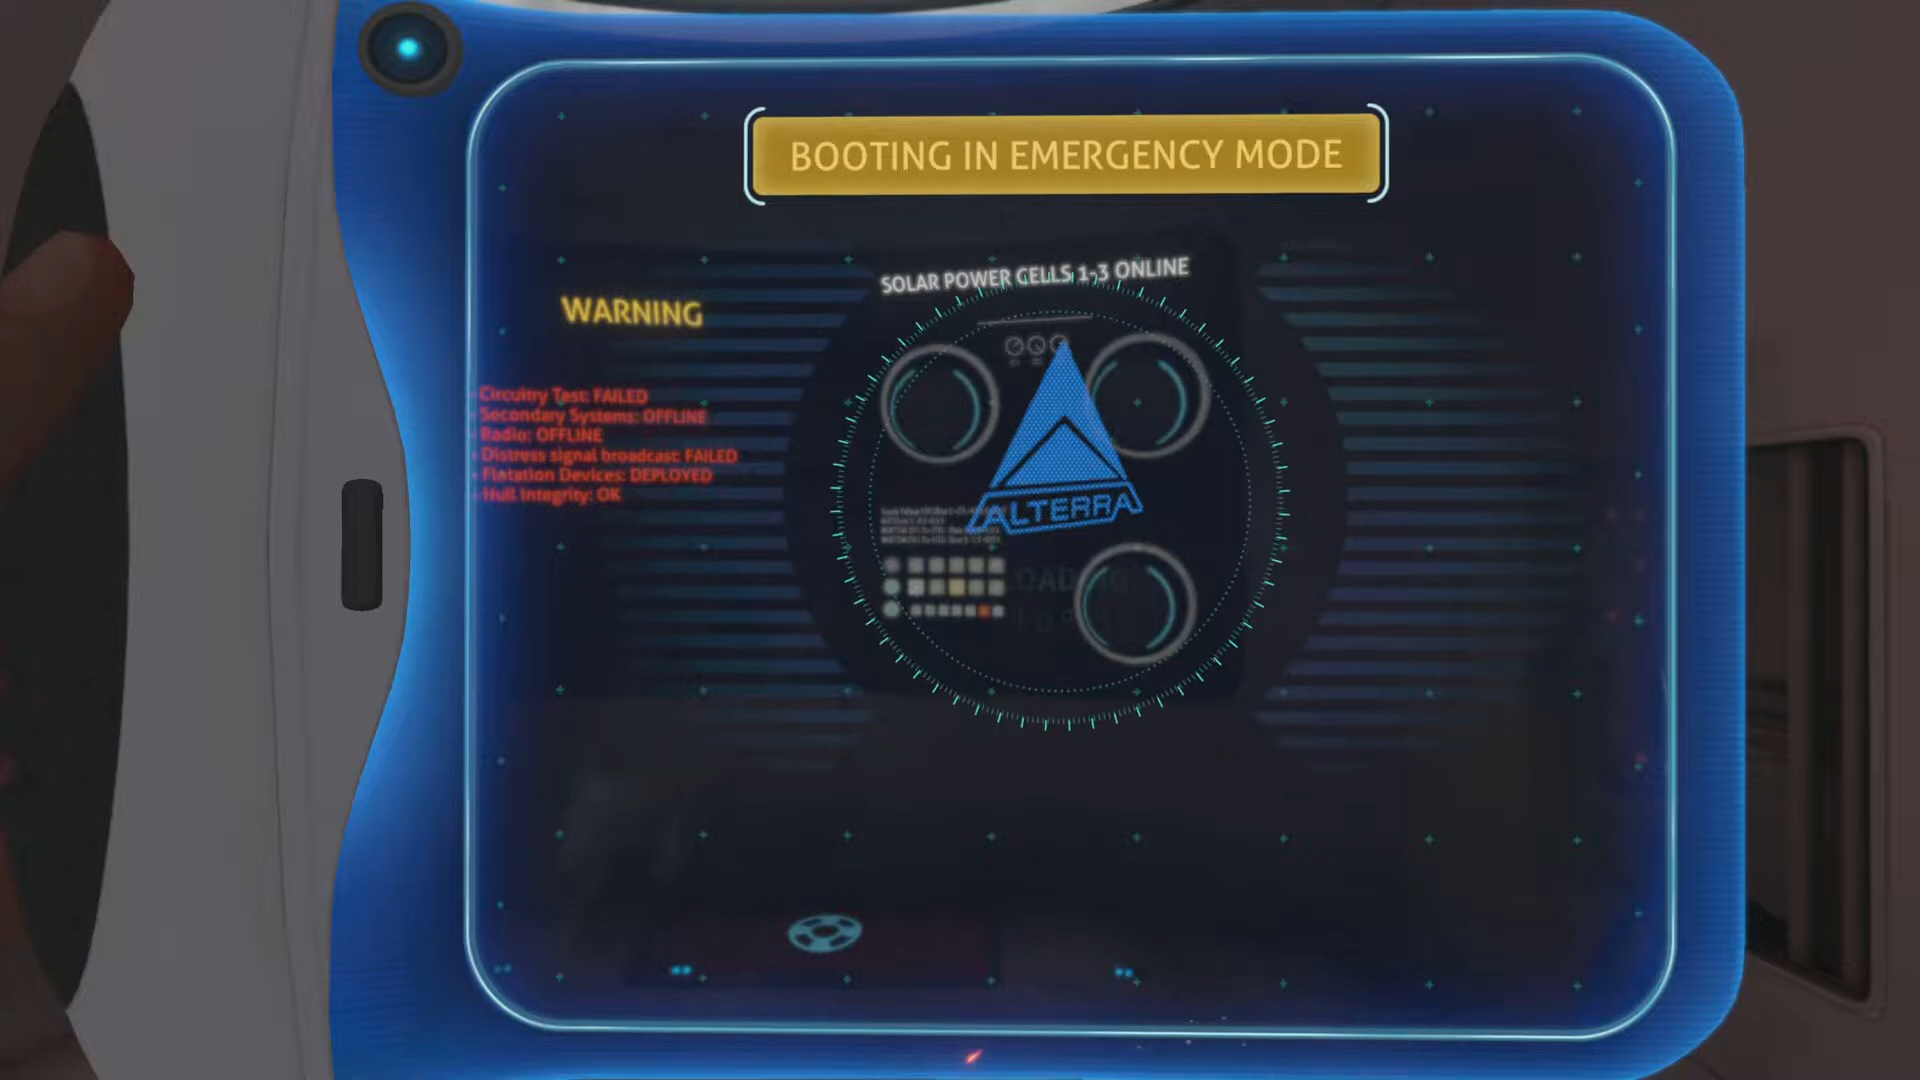 BOOTING IN EMERGENCY MODE
SOLAR POWER CELLS 1-3 ONLINE
WARNING
- Circuitry Test: FAILED
- Secondary Systems: OFFLINE
- Radio: OFFLINE
- Distress signal broadcast: FAILED
- Flotation Devices: DEPLOYED
- Hull Integrity: OK
ALTERRA
LOADING